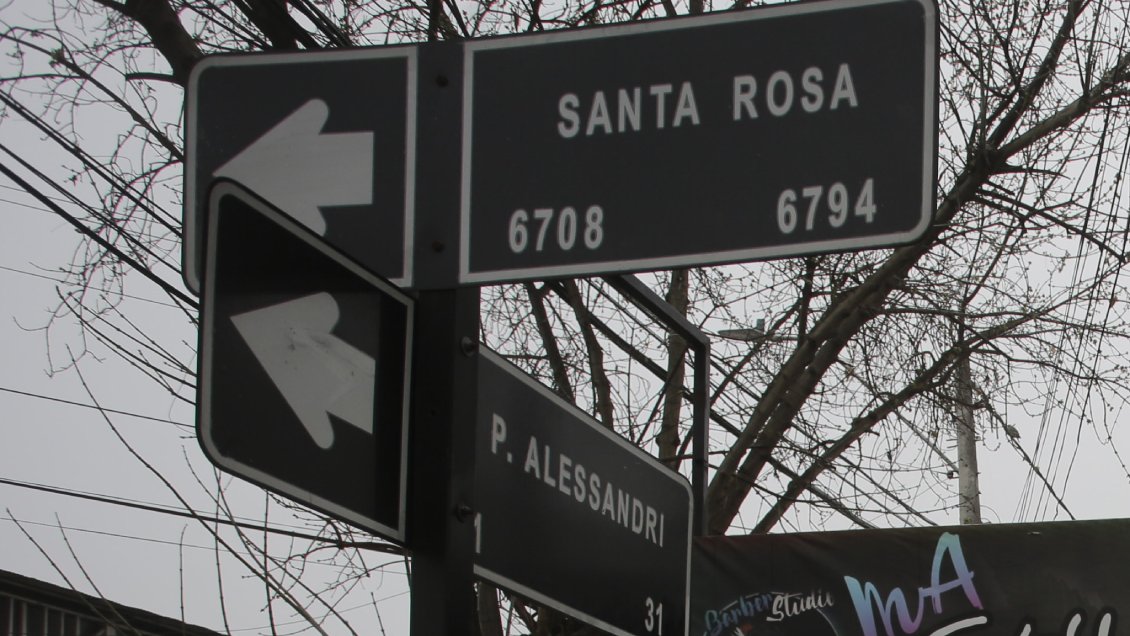 SANTA ROSA
6708 6794
P. ALESSANDRI
1 31
Barber Studio
MA